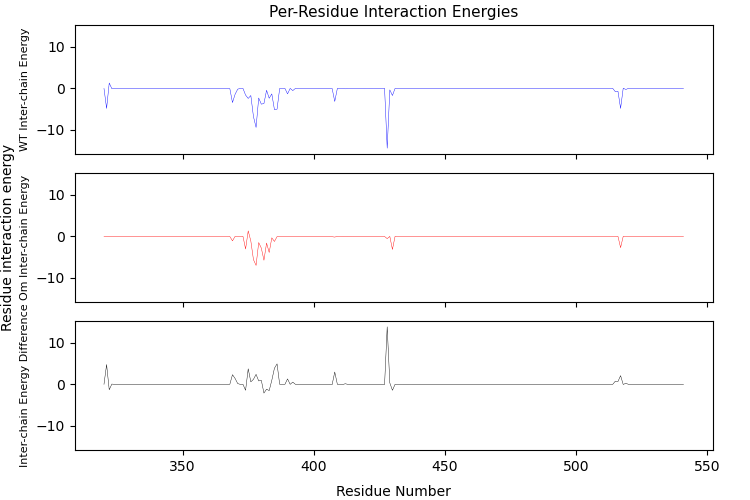 Per-Residue Interaction Energies
Residue interaction energy
WT Inter-chain Energy
10
0
−10
Om Inter-chain Energy
10
0
−10
Inter-chain Energy Difference
10
0
−10
350
400
450
500
550
Residue Number